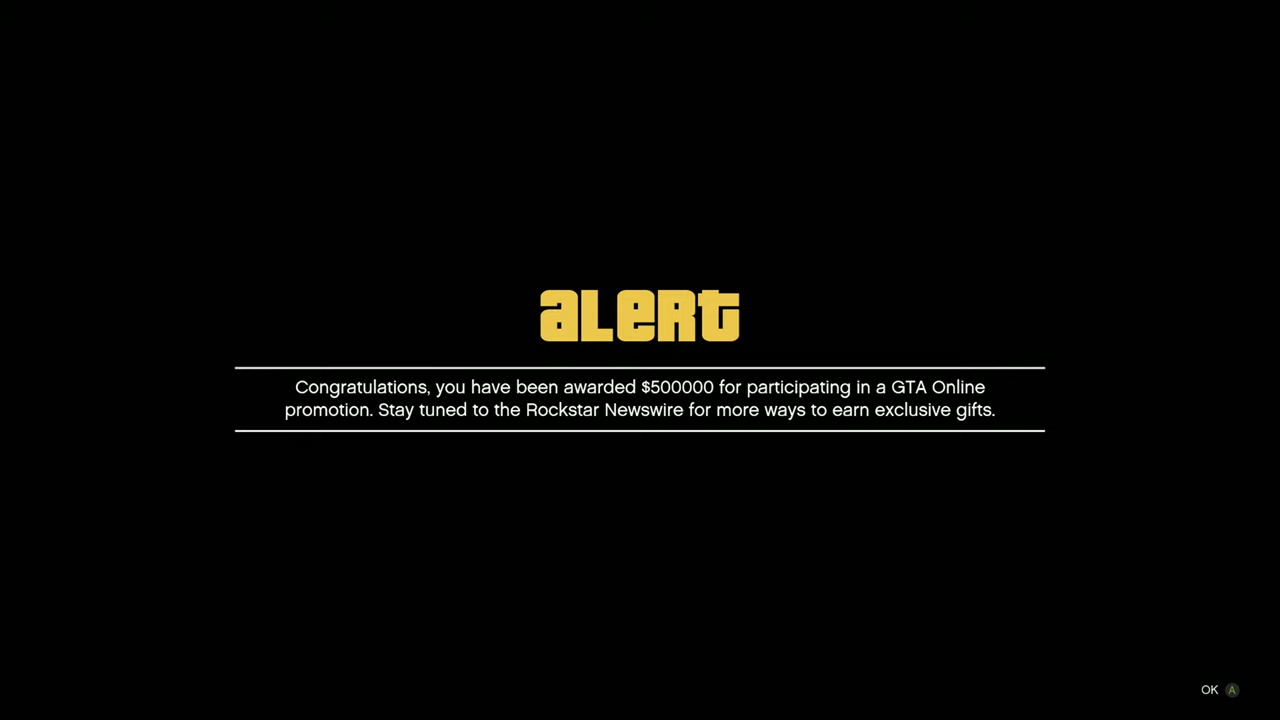 alert
Congratulations, you have been awarded $500000 for participating in a GTA Online
promotion. Stay tuned to the Rockstar Newswire for more ways to earn exclusive gifts.
OK A